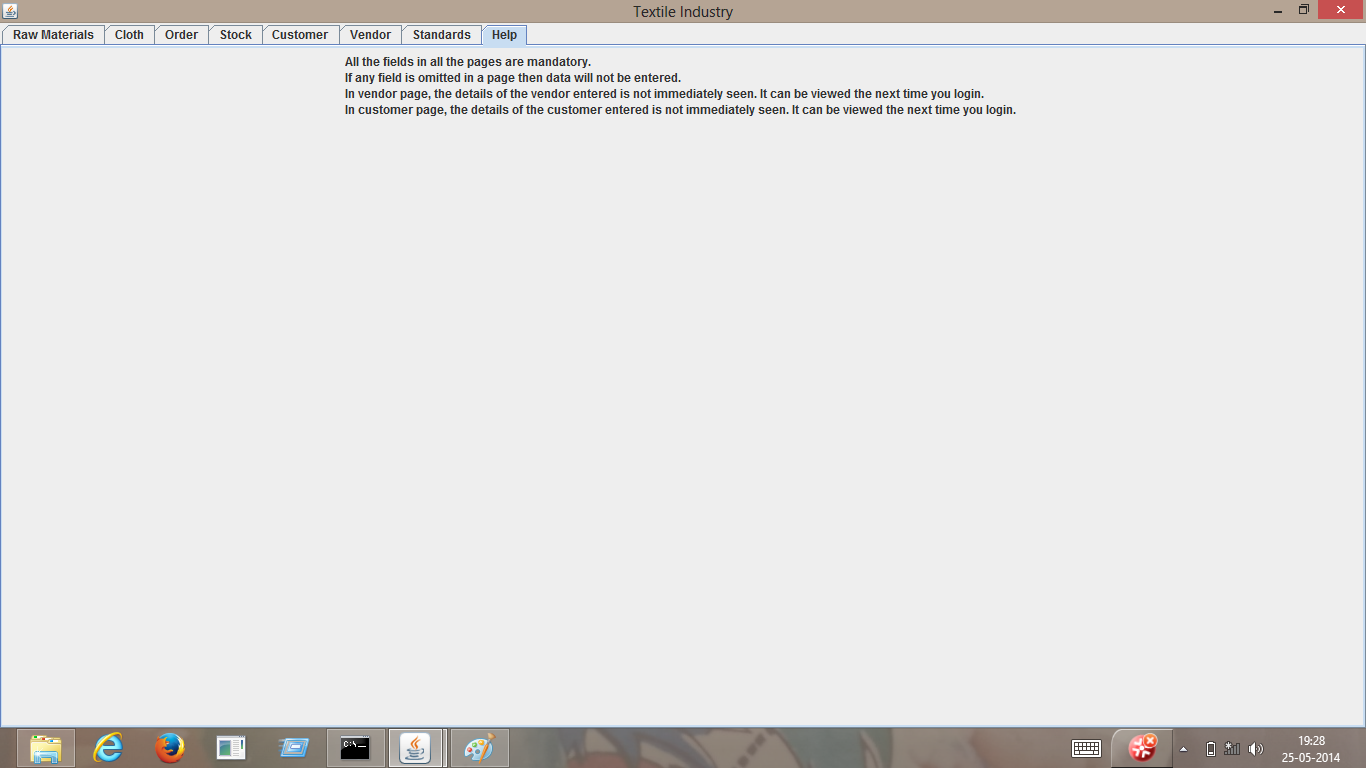 Textile Industry
Raw Materials Cloth Order Stock Customer Vendor Standards Help
All the fields in all the pages are mandatory.
If any field is omitted in a page then data will not be entered.
In vendor page, the details of the vendor entered is not immediately seen. It can be viewed the next time you login.
In customer page, the details of the customer entered is not immediately seen. It can be viewed the next time you login.
C:\_
19:28
25-05-2014